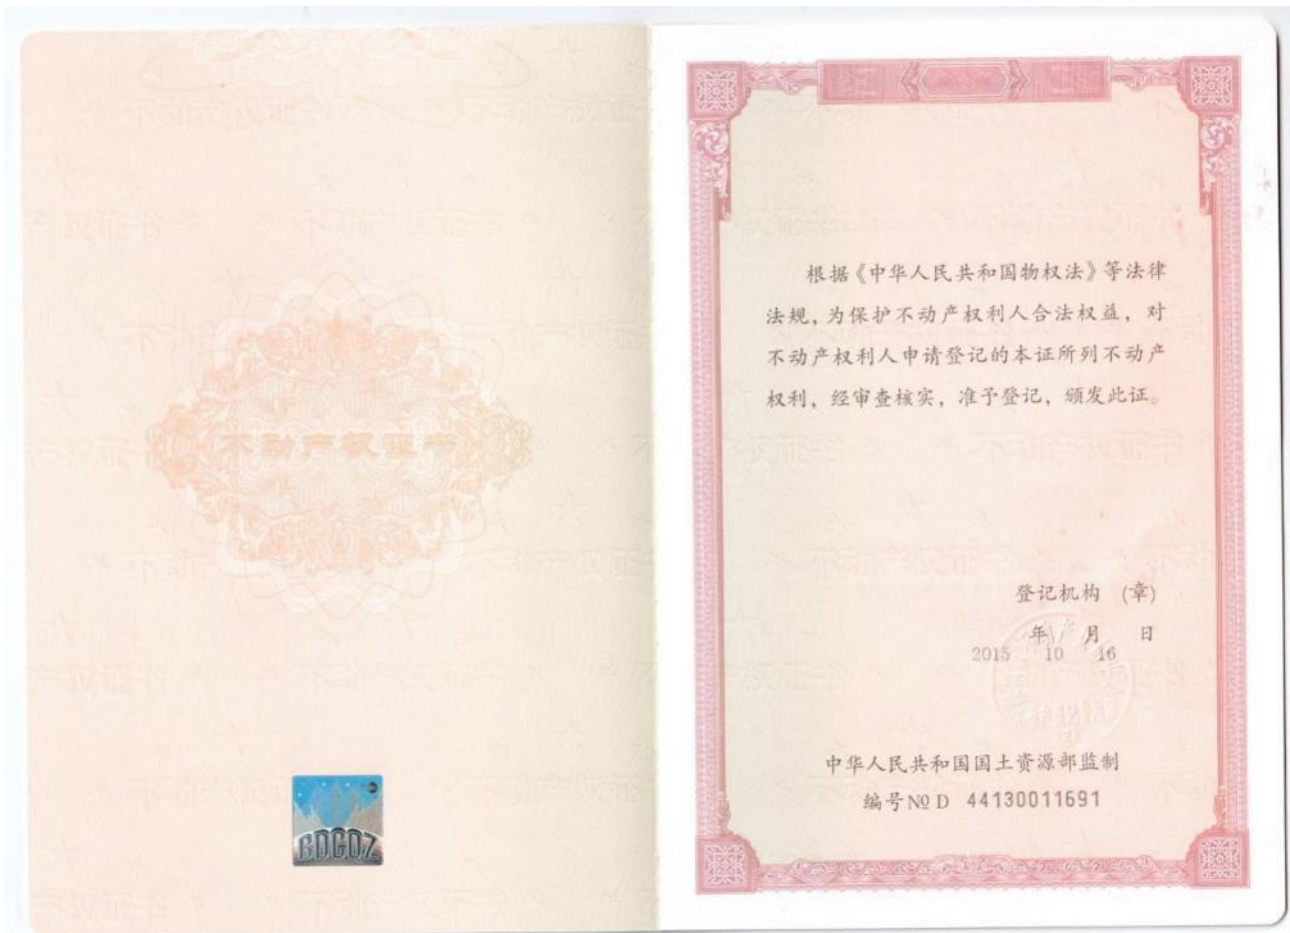 不动产权证书
BDCQZ
根据《中华人民共和国物权法》等法律
法规，为保护不动产权利人合法权益，对
不动产权利人申请登记的本证所列不动产
权利，经审查核实，准予登记，颁发此证。
登记机构 (章)
年 月 日
2015 10 16
中华人民共和国国土资源部监制
编号№ D 44130011691